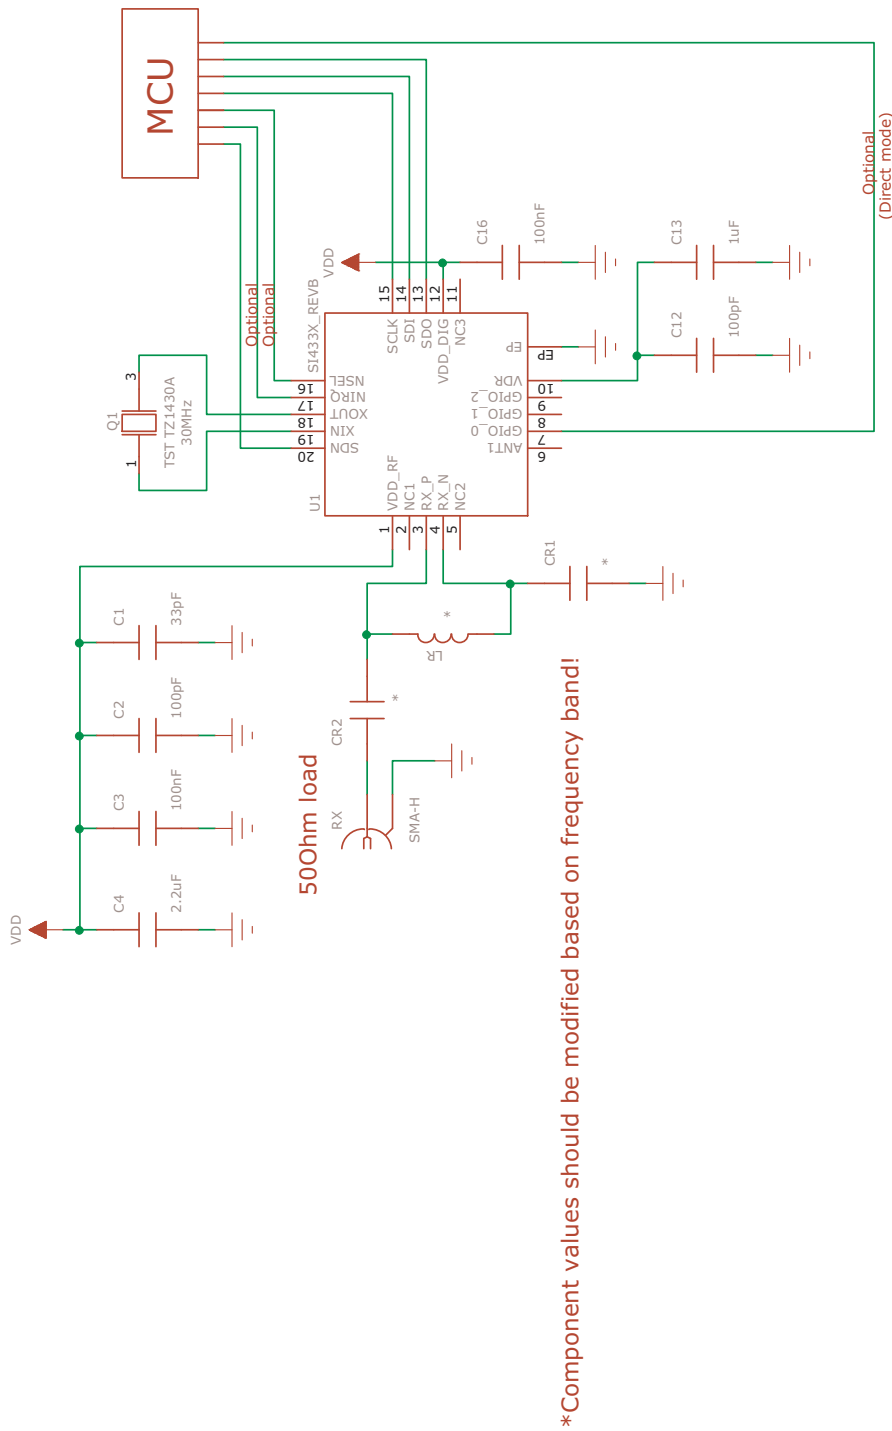 MCU
Optional
(Direct mode)
Optional
Optional
VDD
C16
100nF
C13
1uF
C12
100pF
SI433X_REVB
U1
15
14
13
12
11
SCLK
SDI
SDO
VDD_DIG
NC3
EP
EP
NSEL
NIRQ
XOUT
XIN
SDN
16
17
18
19
20
VDR
GPIO_2
GPIO_1
GPIO_0
ANT1
10
9
8
7
6
VDD_RF
NC1
RX_P
RX_N
NC2
1
2
3
4
5
Q1
3
1
TST TZ1430A
30MHz
C1
33pF
C2
100pF
C3
100nF
C4
2.2uF
VDD
CR1
*
LR
*
CR2
*
RX
SMA-H
50Ohm load
*Component values should be modified based on frequency band!